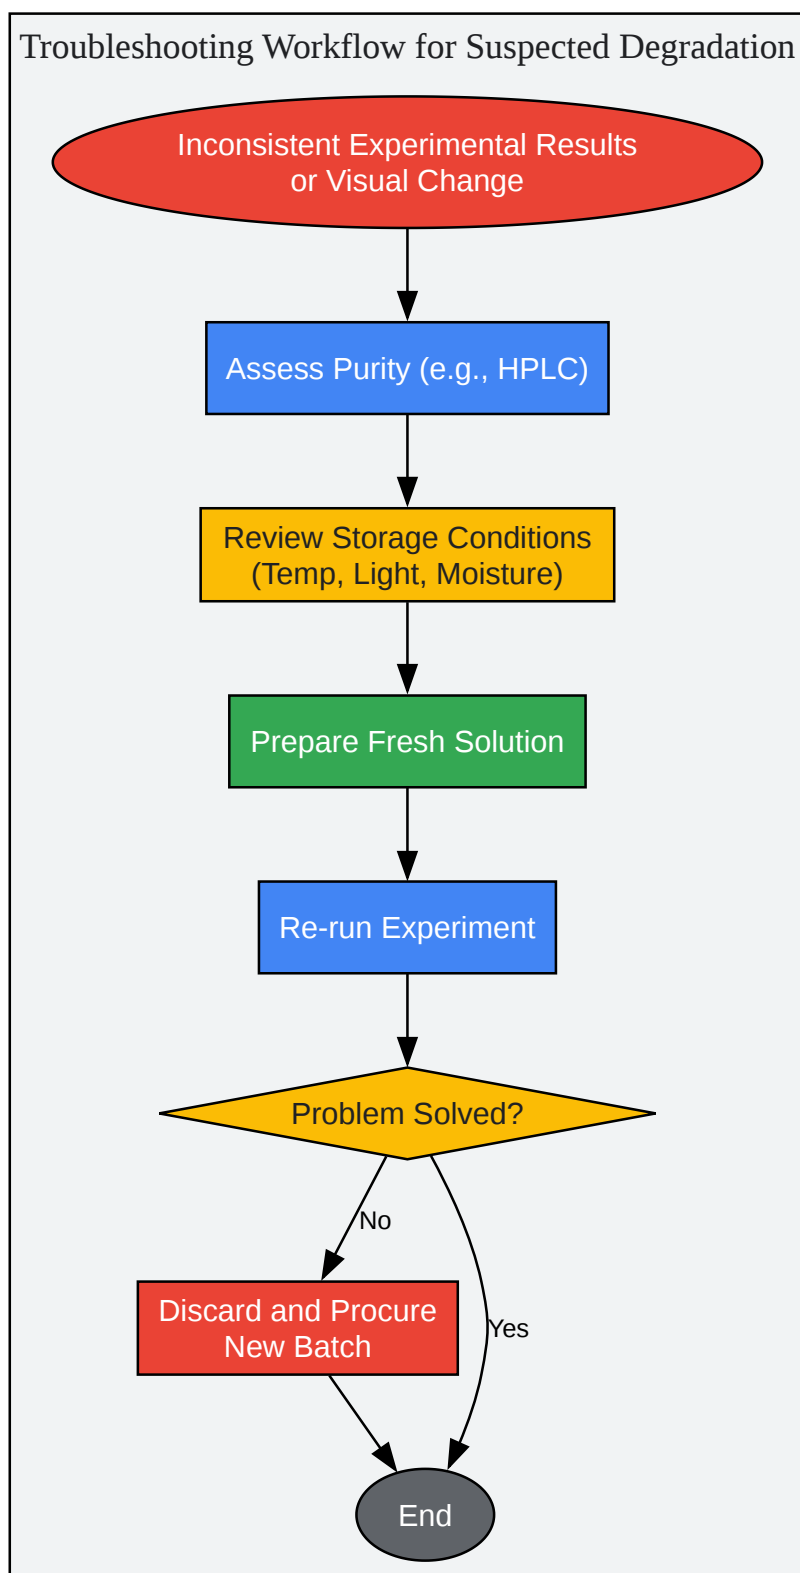 Troubleshooting Workflow for Suspected Degradation
Inconsistent Experimental Results
or Visual Change
Assess Purity (e.g., HPLC)
Review Storage Conditions
(Temp, Light, Moisture)
Prepare Fresh Solution
Re-run Experiment
Problem Solved?
No
Discard and Procure
New Batch
Yes
End